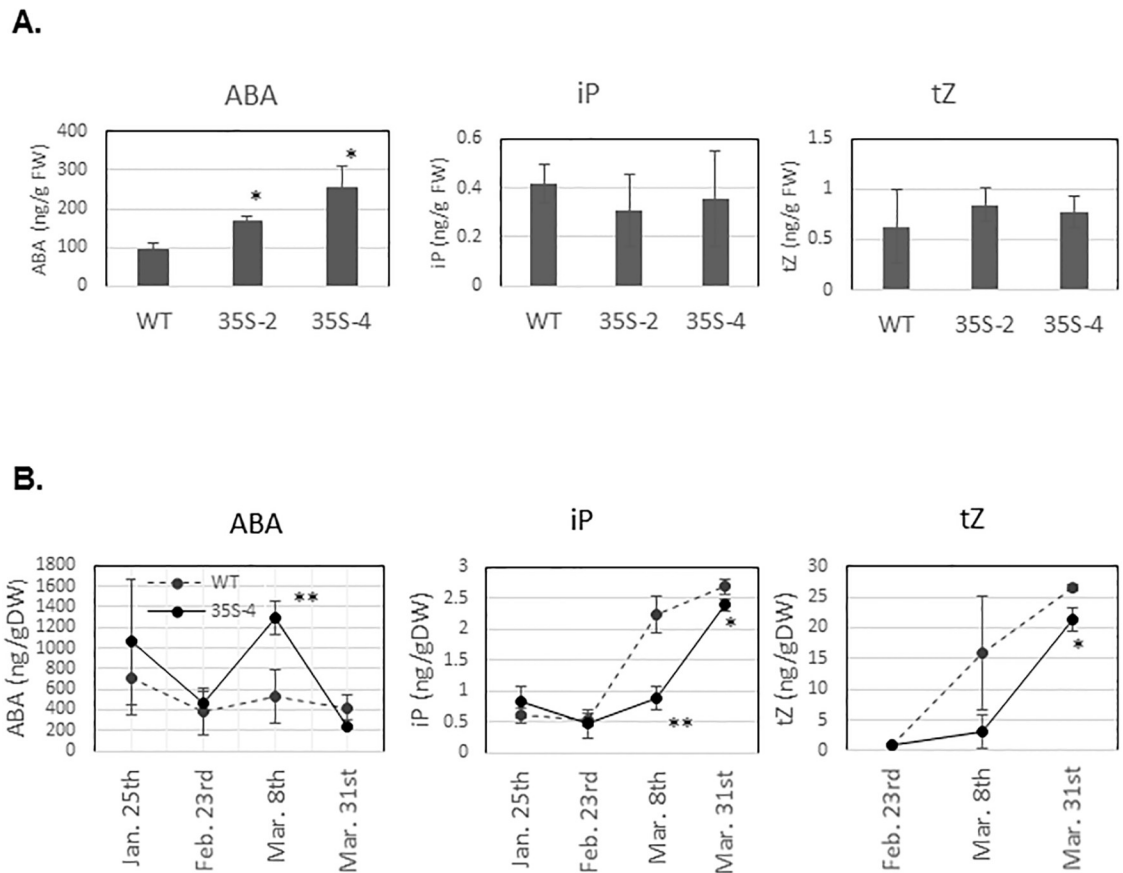 A.
ABA
ABA (ng/g FW)
400
300
200
100
0
*
*
WT 35S-2 35S-4
iP
iP (ng/g FW)
0.6
0.4
0.2
0
WT 35S-2 35S-4
tZ
tZ (ng/g FW)
1.5
1
0.5
0
WT 35S-2 35S-4
B.
ABA
ABA (ng/gDW)
1800
1600
1400
1200
1000
800
600
400
200
0
WT
35S-4
**
Jan. 25th
Feb. 23rd
Mar. 8th
Mar. 31st
iP
iP (ng/gDW)
3
2.5
2
1.5
1
0.5
0
**
*
Jan. 25th
Feb. 23rd
Mar. 8th
Mar. 31st
tZ
tZ (ng/gDW)
30
25
20
15
10
5
0
*
Feb. 23rd
Mar. 8th
Mar. 31st